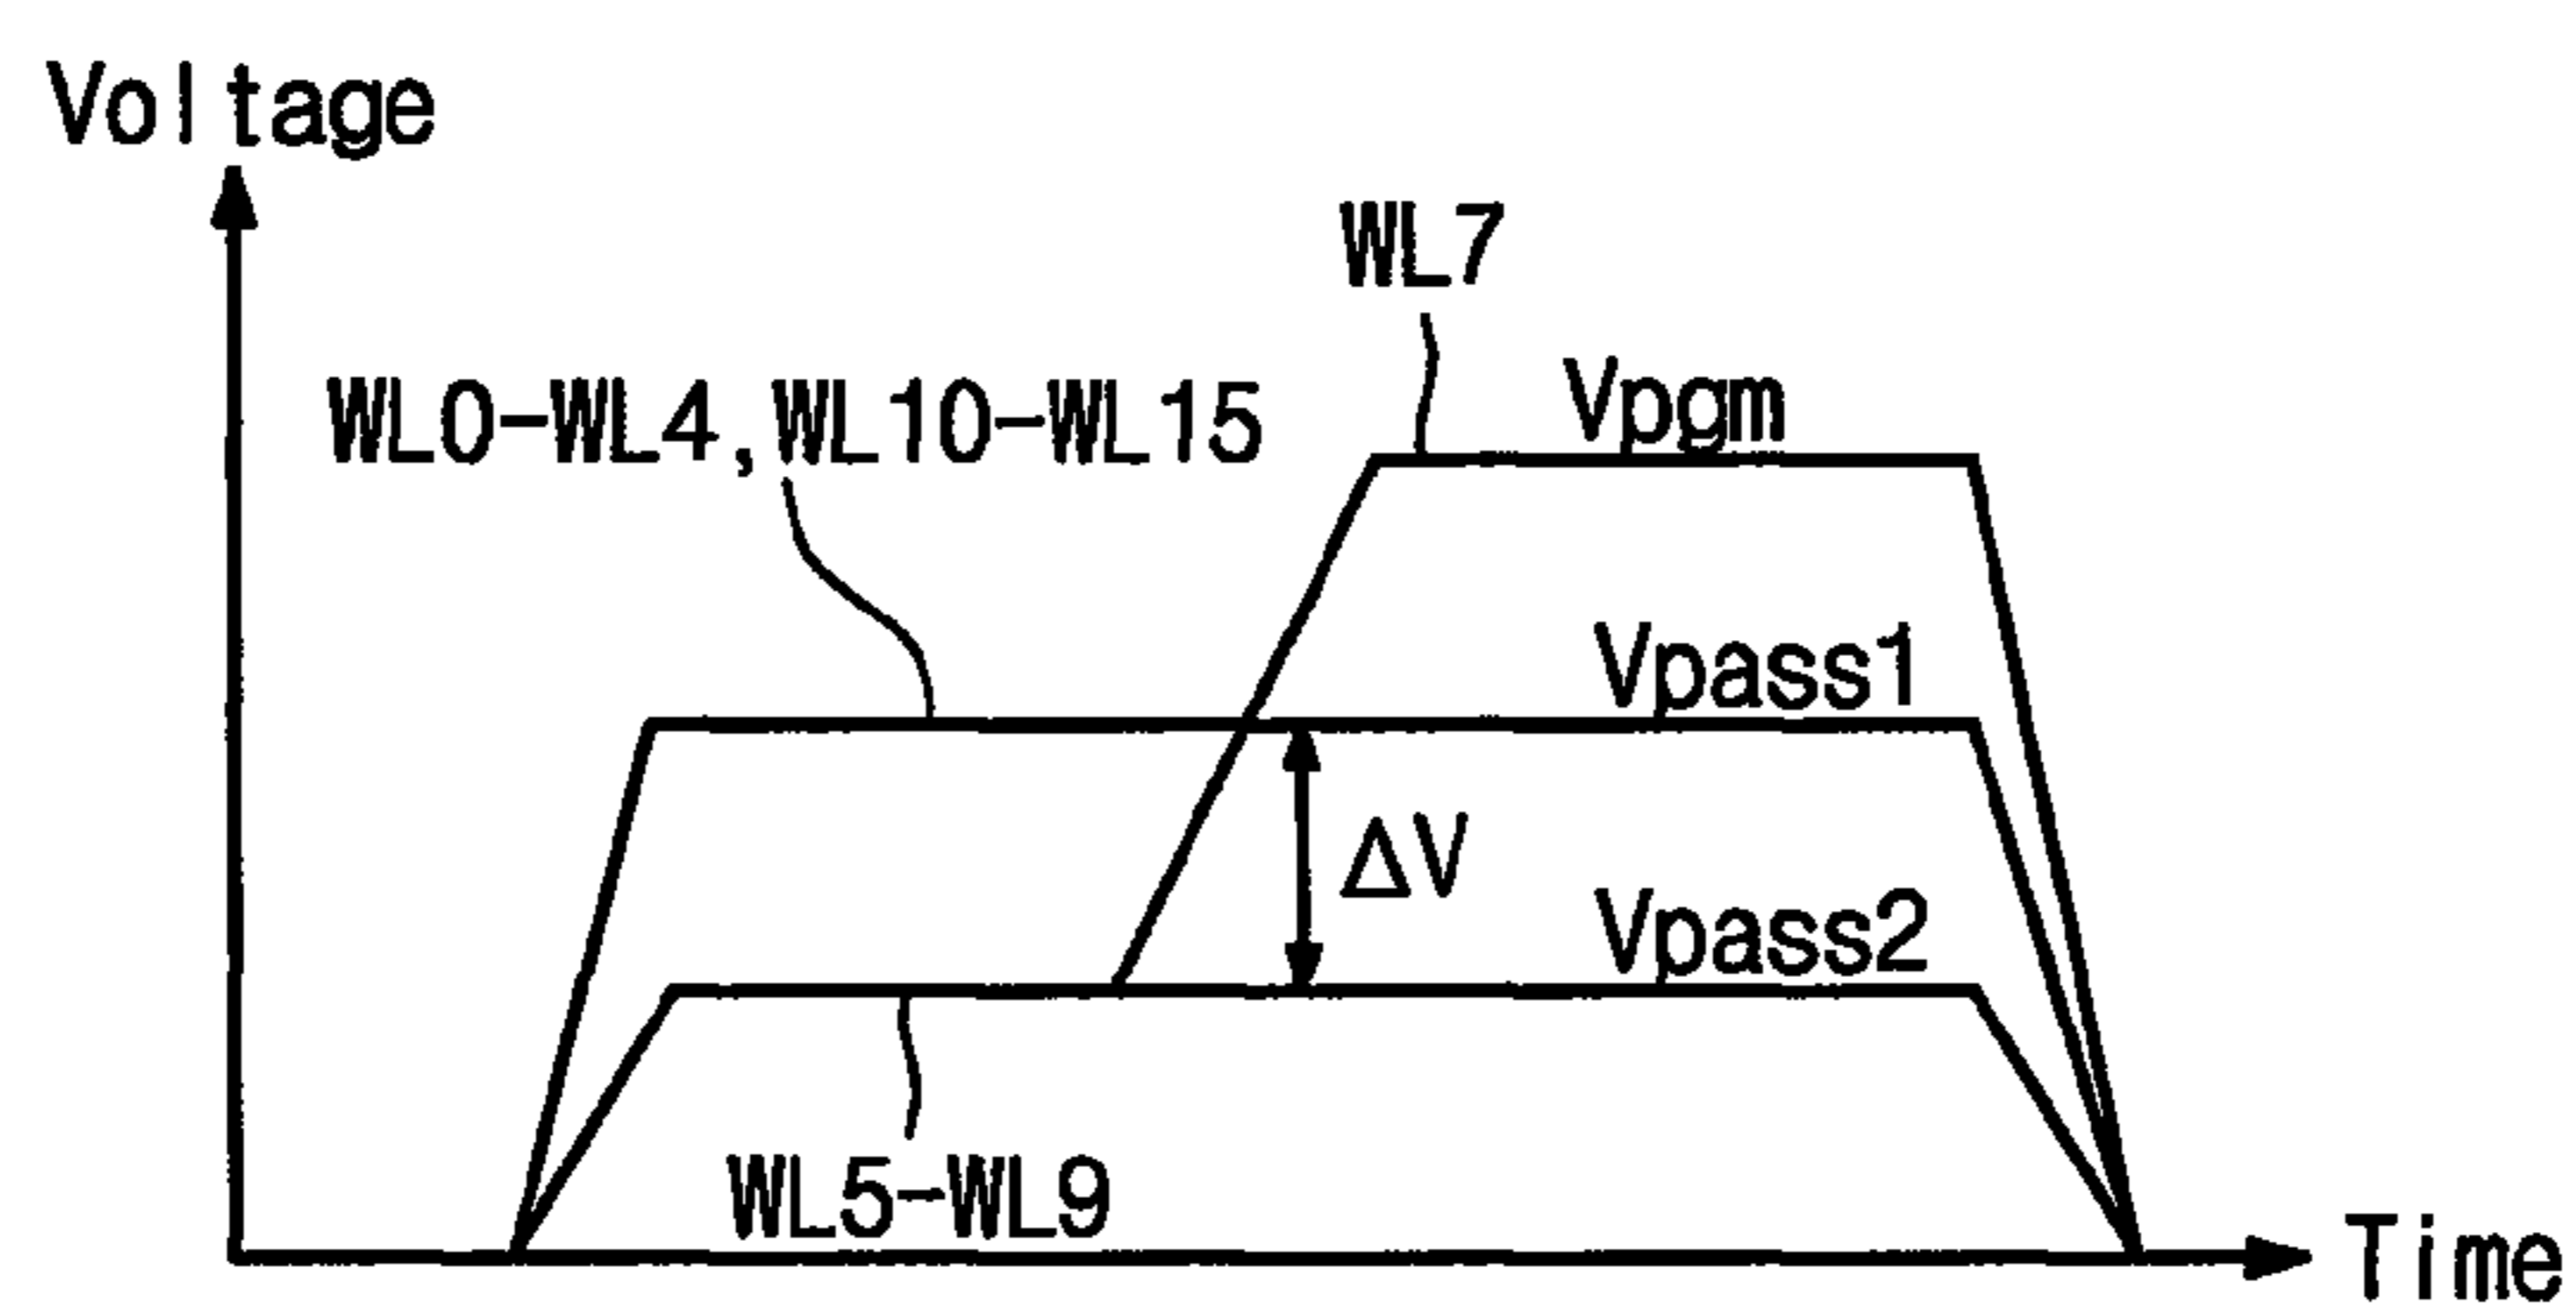 Voltage
WL7
Vpgm
WL0-WL4,WL10-WL15
Vpass1
ΔV
Vpass2
WL5-WL9
Time